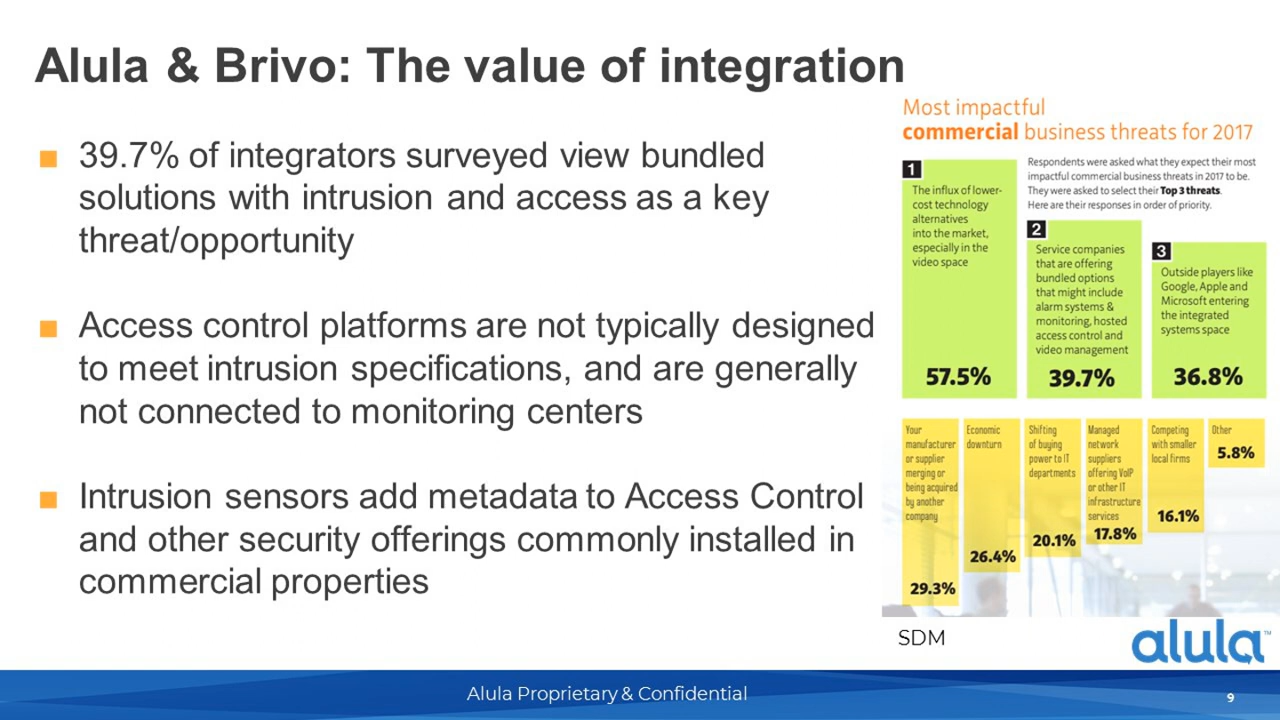 Alula & Brivo: The value of integration
■ 39.7% of integrators surveyed view bundled
solutions with intrusion and access as a key
threat/opportunity
■ Access control platforms are not typically designed
to meet intrusion specifications, and are generally
not connected to monitoring centers
■ Intrusion sensors add metadata to Access Control
and other security offerings commonly installed in
commercial properties
Most impactful
commercial business threats for 2017
Respondents were asked what they expect their most
impactful commercial business threats in 2017 to be.
They were asked to select their Top 3 threats.
Here are their responses in order of priority.
1
The influx of lower-
cost technology
alternatives
into the market,
especially in the
video space
57.5%
2
Service companies
that are offering
bundled options
that might include
alarm systems &
monitoring, hosted
access control and
video management
39.7%
3
Outside players like
Google, Apple and
Microsoft entering
the integrated
systems space
36.8%
Your
manufacturer
or supplier
merging or
being acquired
by another
company
29.3%
Economic
downturn
26.4%
Shifting
of buying
power to IT
departments
20.1%
Managed
network
suppliers
offering VoIP
or other IT
infrastructure
services
17.8%
Competing
with smaller
local firms
16.1%
Other
5.8%
SDM
alula™
Alula Proprietary & Confidential
9